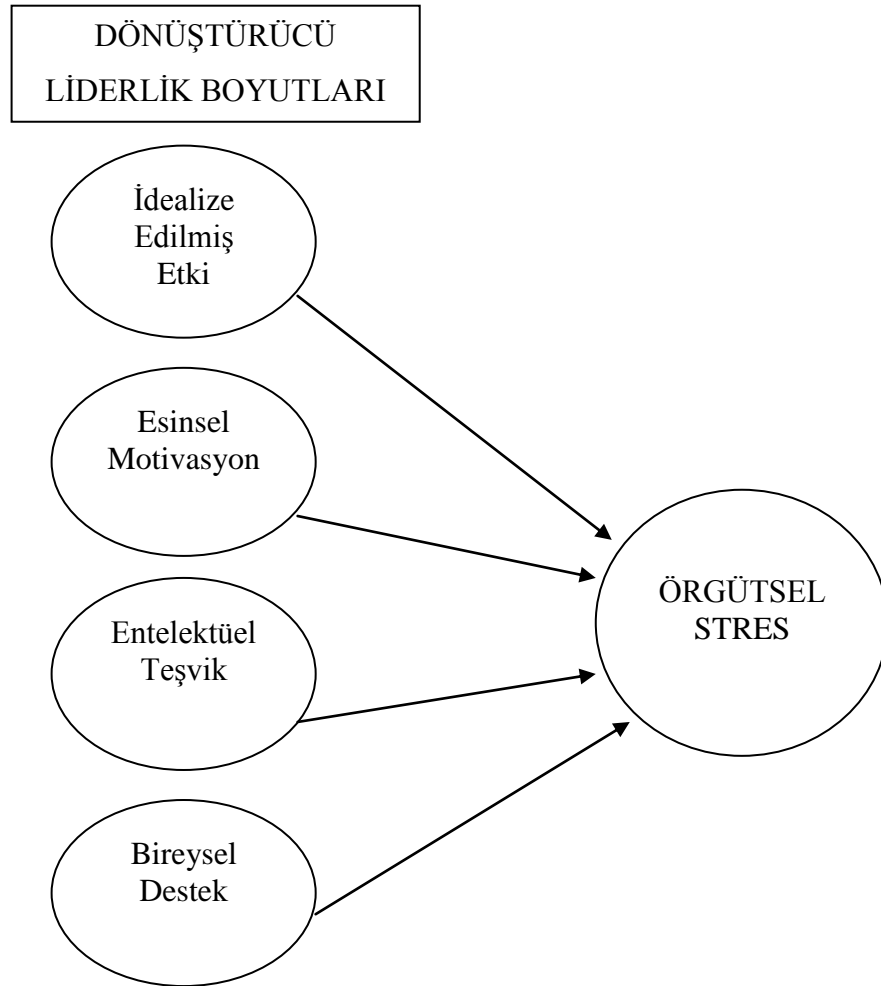 DÖNÜŞTÜRÜCÜ
LİDERLİK BOYUTLARI
İdealize
Edilmiş
Etki
Esinsel
Motivasyon
Entelektüel
Teşvik
Bireysel
Destek
ÖRGÜTSEL
STRES